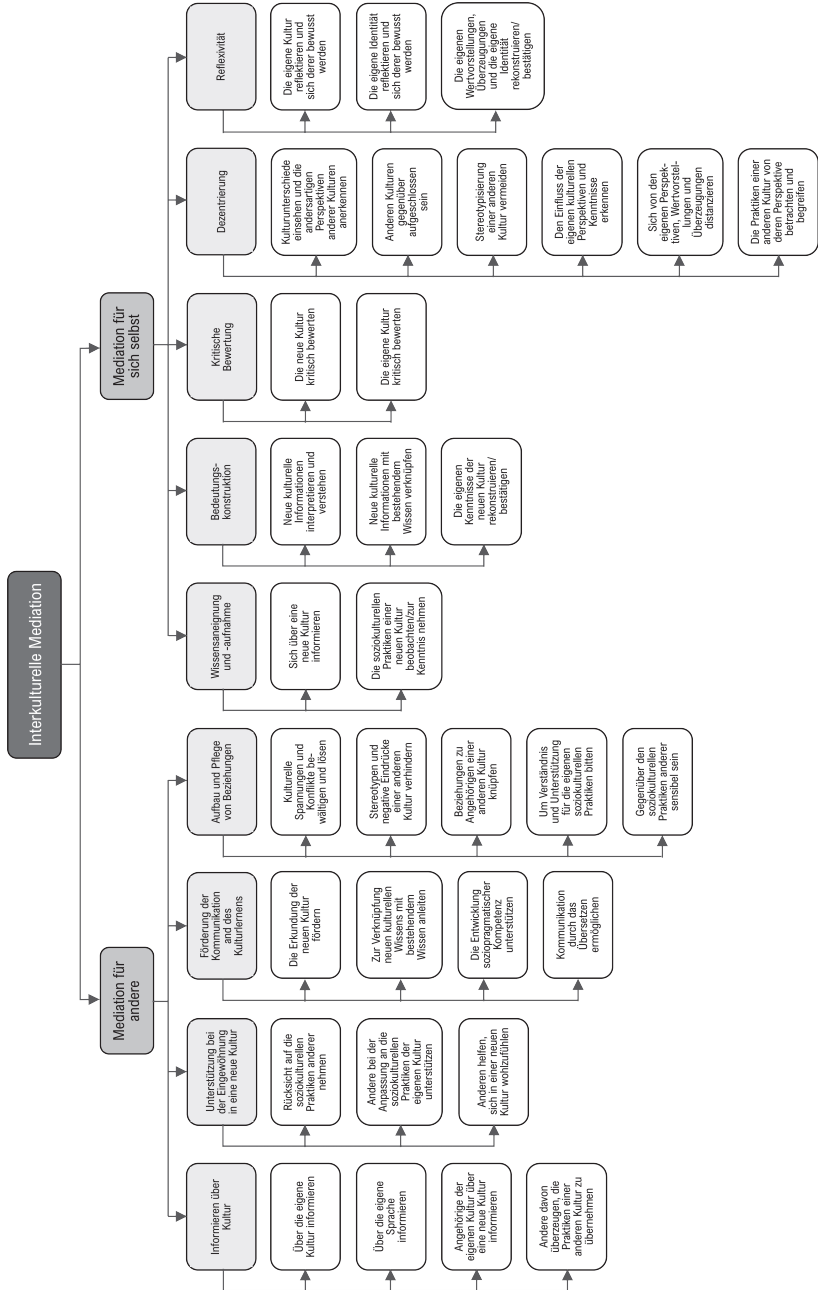 Interkulturelle Mediation
Mediation für
andere
Informieren über
Kultur
Über die eigene
Kultur informieren
Über die eigene
Sprache
informieren
Angehörige der
eigenen Kultur über
eine neue Kultur
informieren
Andere davon
überzeugen, die
Praktiken einer
anderen Kultur zu
übernehmen
Unterstützung bei
der Eingewöhnung
in eine neue Kultur
Rücksicht auf die
soziokulturellen
Praktiken anderer
nehmen
Andere bei der
Anpassung an die
soziokulturellen
Praktiken der
eigenen Kultur
unterstützen
Anderen helfen,
sich in einer neuen
Kultur wohlzufühlen
Förderung der
Kommunikation
and des
Kulturlernens
Die Erkundung der
neuen Kultur
fördern
Zur Verknüpfung
neuen kulturellen
Wissens mit
bestehendem
Wissen anleiten
Die Entwicklung
soziopragmatischer
Kompetenz
unterstützen
Kommunikation
durch das
Übersetzen
ermöglichen
Aufbau und Pflege
von Beziehungen
Kulturelle
Spannungen und
Konflikte be-
wältigen und lösen
Stereotypen und
negative Eindrücke
einer anderen
Kultur verhindern
Beziehungen zu
Angehörigen einer
anderen Kultur
knüpfen
Um Verständnis
und Unterstützung
für die eigenen
soziokulturellen
Praktiken bitten
Gegenüber den
soziokulturellen
Praktiken anderer
sensibel sein
Mediation für
sich selbst
Wissensaneignung
und -aufnahme
Sich über eine
neue Kultur
informieren
Die soziokulturellen
Praktiken einer
neuen Kultur
beobachten/zur
Kenntnis nehmen
Bedeutungs-
konstruktion
Neue kulturelle
Informationen
interpretieren und
verstehen
Neue kulturelle
Informationen mit
bestehendem
Wissen verknüpfen
Die eigenen
Kenntnisse der
neuen Kultur
rekonstruieren/
bestätigen
Kritische
Bewertung
Die neue Kultur
kritisch bewerten
Die eigene Kultur
kritisch bewerten
Dezentrierung
Kulturunterschiede
einsehen und die
andersartigen
Perspektiven
anderer Kulturen
anerkennen
Anderen Kulturen
gegenüber
aufgeschlossen
sein
Stereotypisierung
einer anderen
Kultur vermeiden
Den Einfluss der
eigenen kulturellen
Perspektiven und
Kenntnisse
erkennen
Sich von den
eigenen Perspek-
tiven, Wertvorstel-
lungen und
Überzeugungen
distanzieren
Die Praktiken einer
anderen Kultur von
deren Perspektive
betrachten und
begreifen
Reflexivität
Die eigene Kultur
reflektieren und
sich derer bewusst
werden
Die eigene Identität
reflektieren und
sich derer bewusst
werden
Die eigenen
Wertvorstellungen,
Überzeugungen
und die eigene
Identität
rekonstruieren/
bestätigen